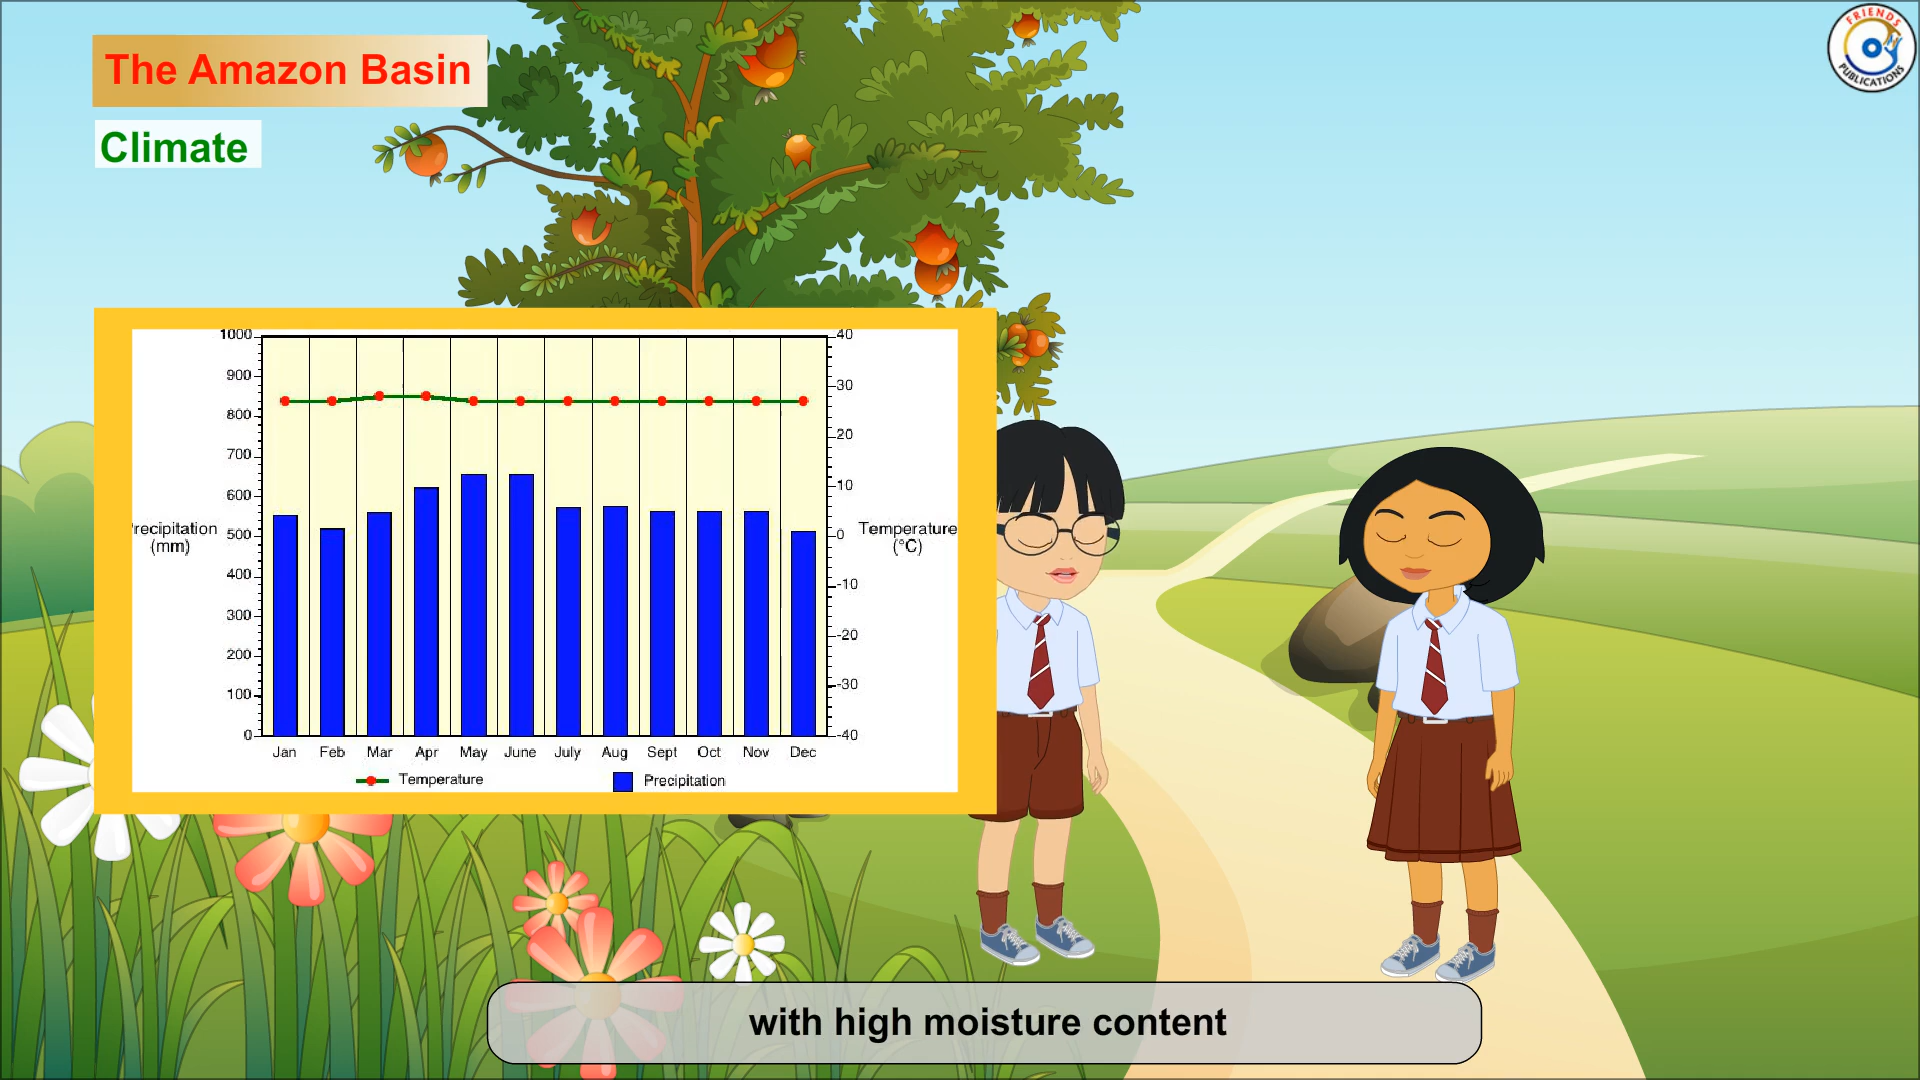 The Amazon Basin
Climate
FRIENDS
PUBLICATIONS
1000
900
800
700
600
500
400
300
200
100
0
recipitation
(mm)
40
30
20
10
0
-10
-20
-30
-40
Temperature
(°C)
Jan Feb Mar Apr May June July Aug Sept Oct Nov Dec
Temperature Precipitation
with high moisture content